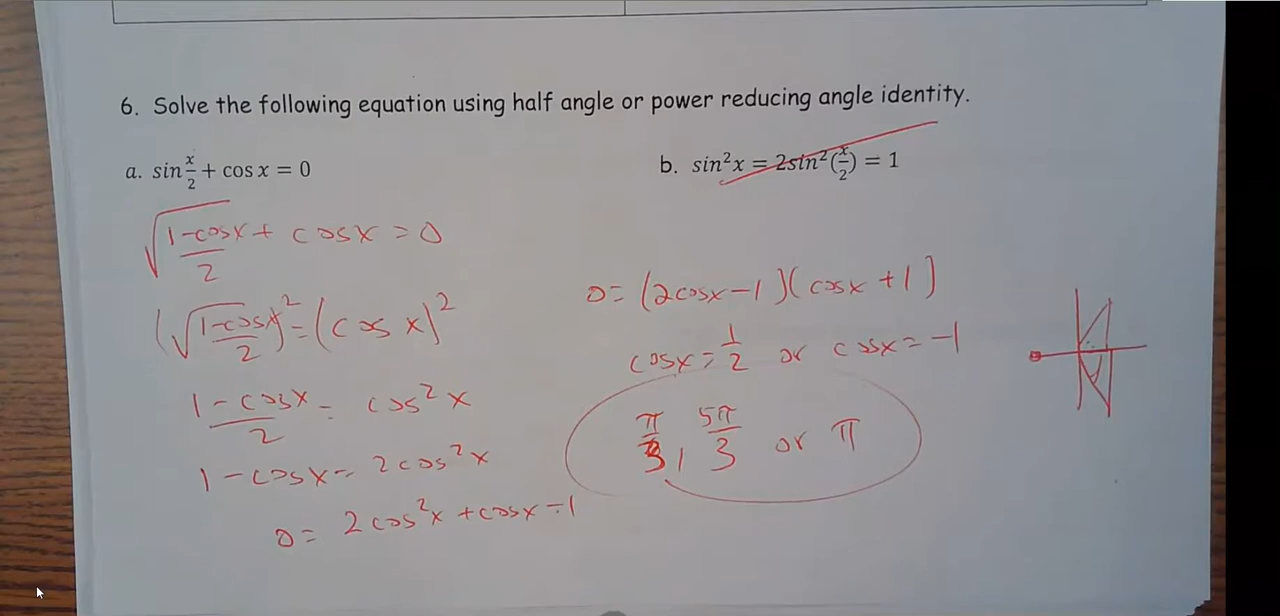 6. Solve the following equation using half angle or power reducing angle identity.
a. sin x/2 + cos x = 0
b. sin²x = 2sin²(x/2) = 1
√((1-cosx)/2) + cosx = 0
(√((1-cosx)/2))² = (cos x)²
(1-cosx)/2 = cos²x
1-cosx = 2cos²x
0 = 2cos²x + cosx - 1
0 = (2cosx-1)(cosx+1)
cosx = 1/2 or cosx = -1
π/3, 5π/3 or π